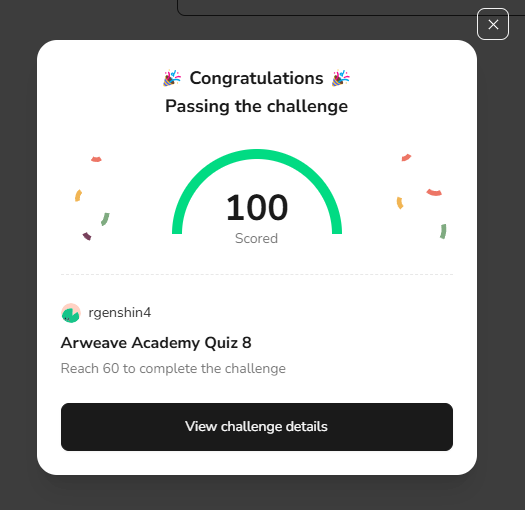 🎉 Congratulations 🎉
Passing the challenge
100
Scored
rgenshin4
Arweave Academy Quiz 8
Reach 60 to complete the challenge
View challenge details